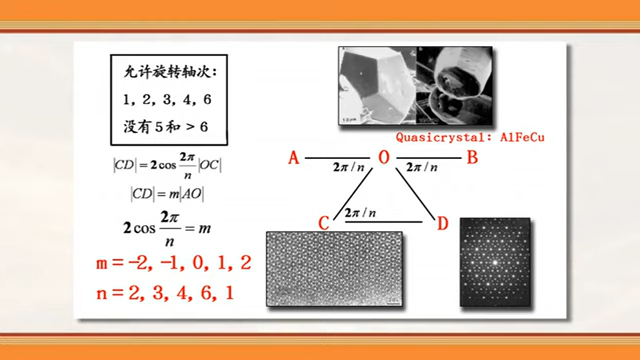 允许旋转轴次：
1, 2, 3, 4, 6
没有5和 > 6
|CD| = 2cos 2π/n |OC|
|CD| = m|AO|
2cos 2π/n = m
m = -2, -1, 0, 1, 2
n = 2, 3, 4, 6, 1
Quasicrystal: AlFeCu
A O B
2π/n 2π/n
2π/n
C D